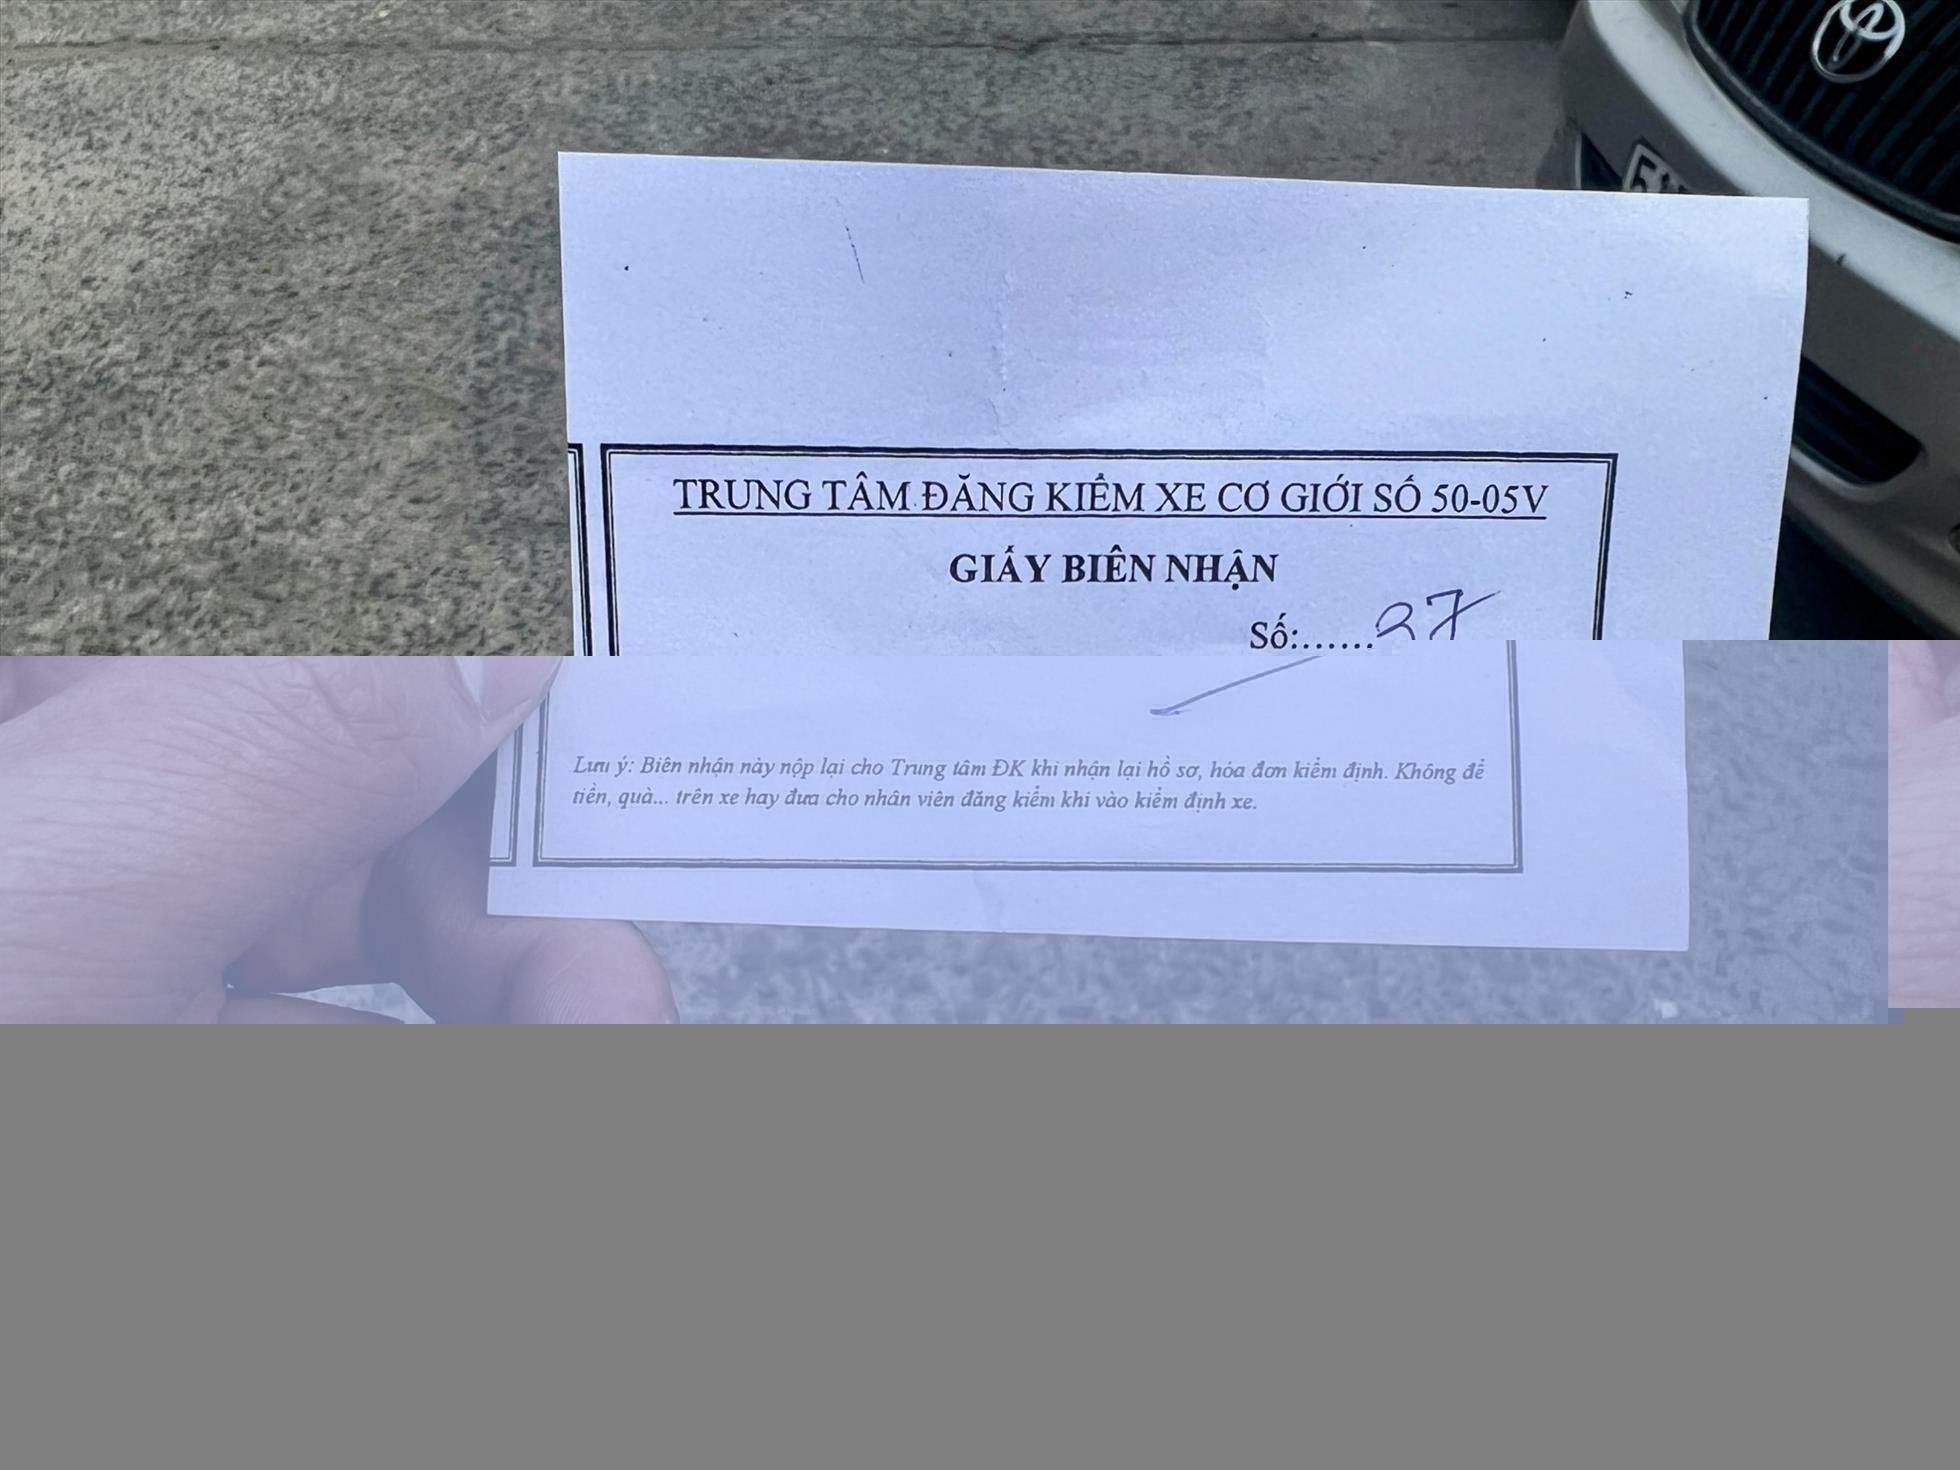 TRUNG TÂM ĐĂNG KIỂM XE CƠ GIỚI SỐ 50-05V
GIẤY BIÊN NHẬN
Số:.......
Lưu ý: Biên nhận này nộp lại cho Trung tâm ĐK khi nhận lại hồ sơ, hóa đơn kiểm định. Không để
tiền, quà... trên xe hay đưa cho nhân viên đăng kiểm khi vào kiểm định xe.